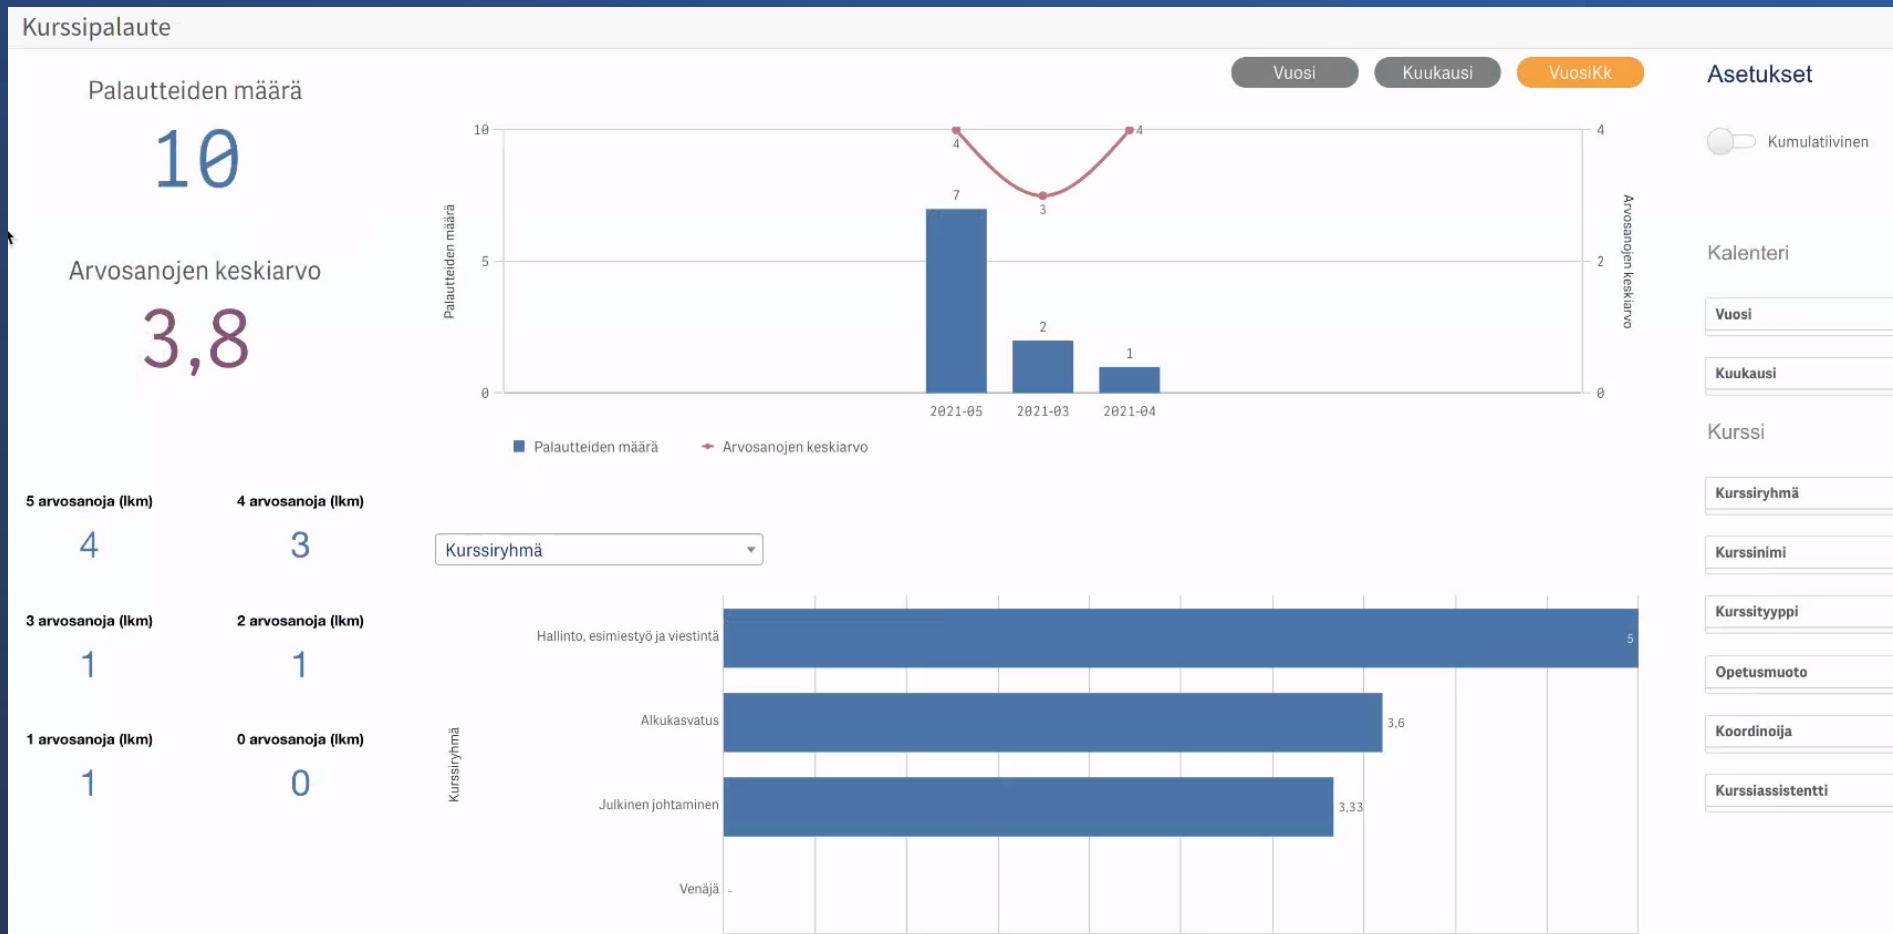 Kurssipalaute
Palautteiden määrä
10
Arvosanojen keskiarvo
3,8
5 arvosanoja (lkm)
4 arvosanoja (lkm)
4
3
3 arvosanoja (lkm)
2 arvosanoja (lkm)
1
1
1 arvosanoja (lkm)
0 arvosanoja (lkm)
1
0
Vuosi
Kuukausi
VuosiKk
Palautteiden määrä
10
5
0
4
3
4
7
2
1
2021-05
2021-03
2021-04
4
2
0
Arvosanojen keskiarvo
Palautteiden määrä
Arvosanojen keskiarvo
Kurssiryhmä
Kurssiryhmä
Hallinto, esimiestyö ja viestintä
5
Alkukasvatus
3,6
Julkinen johtaminen
3,33
Venäjä
-
Asetukset
Kumulatiivinen
Kalenteri
Vuosi
Kuukausi
Kurssi
Kurssiryhmä
Kurssinimi
Kurssityyppi
Opetusmuoto
Koordinoija
Kurssiassistentti